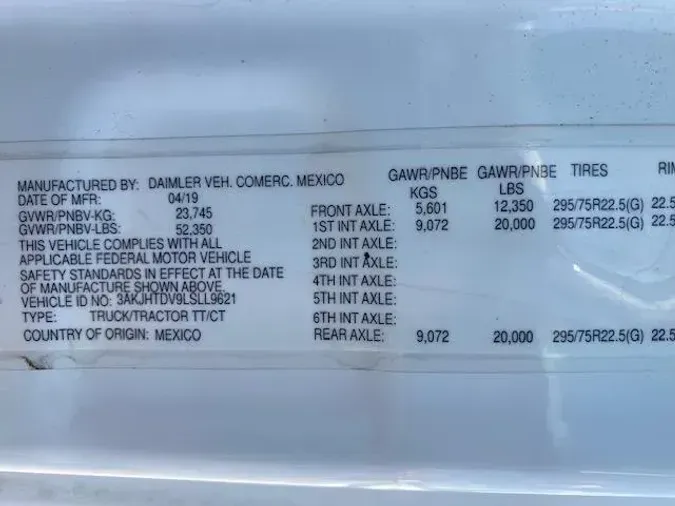 MANUFACTURED BY: DAIMLER VEH. COMERC. MEXICO
DATE OF MFR: 04/19
GVWR/PNBV-KG: 23,745
GVWR/PNBV-LBS: 52,350
THIS VEHICLE COMPLIES WITH ALL
APPLICABLE FEDERAL MOTOR VEHICLE
SAFETY STANDARDS IN EFFECT AT THE DATE
OF MANUFACTURE SHOWN ABOVE.
VEHICLE ID NO: 3AKJHTDV9LSLL9621
TYPE: TRUCK/TRACTOR TT/CT
COUNTRY OF ORIGIN: MEXICO
GAWR/PNBE GAWR/PNBE TIRES RI
KGS LBS
FRONT AXLE: 5,601 12,350 295/75R22.5(G) 22.5
1ST INT AXLE: 9,072 20,000 295/75R22.5(G) 22.5
2ND INT AXLE:
3RD INT AXLE:
4TH INT AXLE:
5TH INT AXLE:
6TH INT AXLE:
REAR AXLE: 9,072 20,000 295/75R22.5(G) 22.5